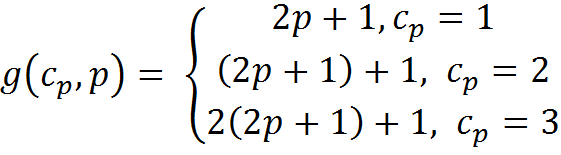 2p + 1, c_p = 1
g(c_p, p) = { (2p + 1) + 1, c_p = 2
2(2p + 1) + 1, c_p = 3